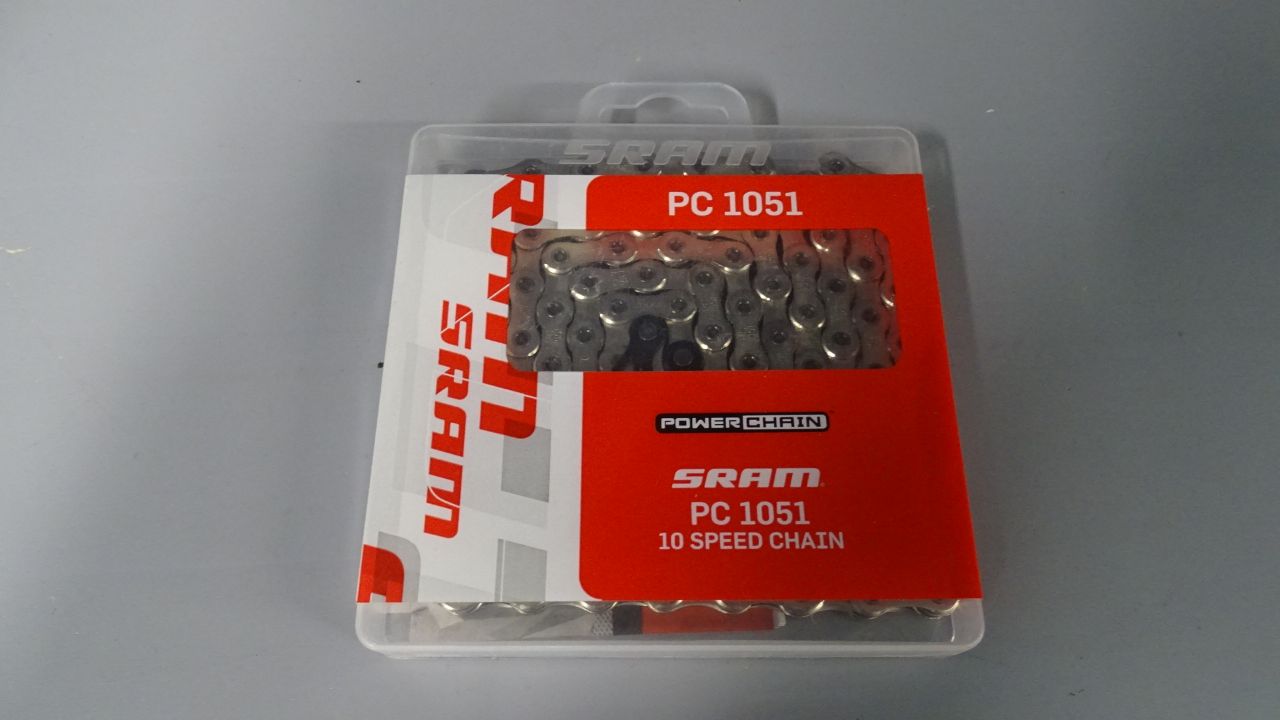 SRAM
PC 1051
SRAM
SRAM
POWERCHAIN
SRAM
PC 1051
10 SPEED CHAIN